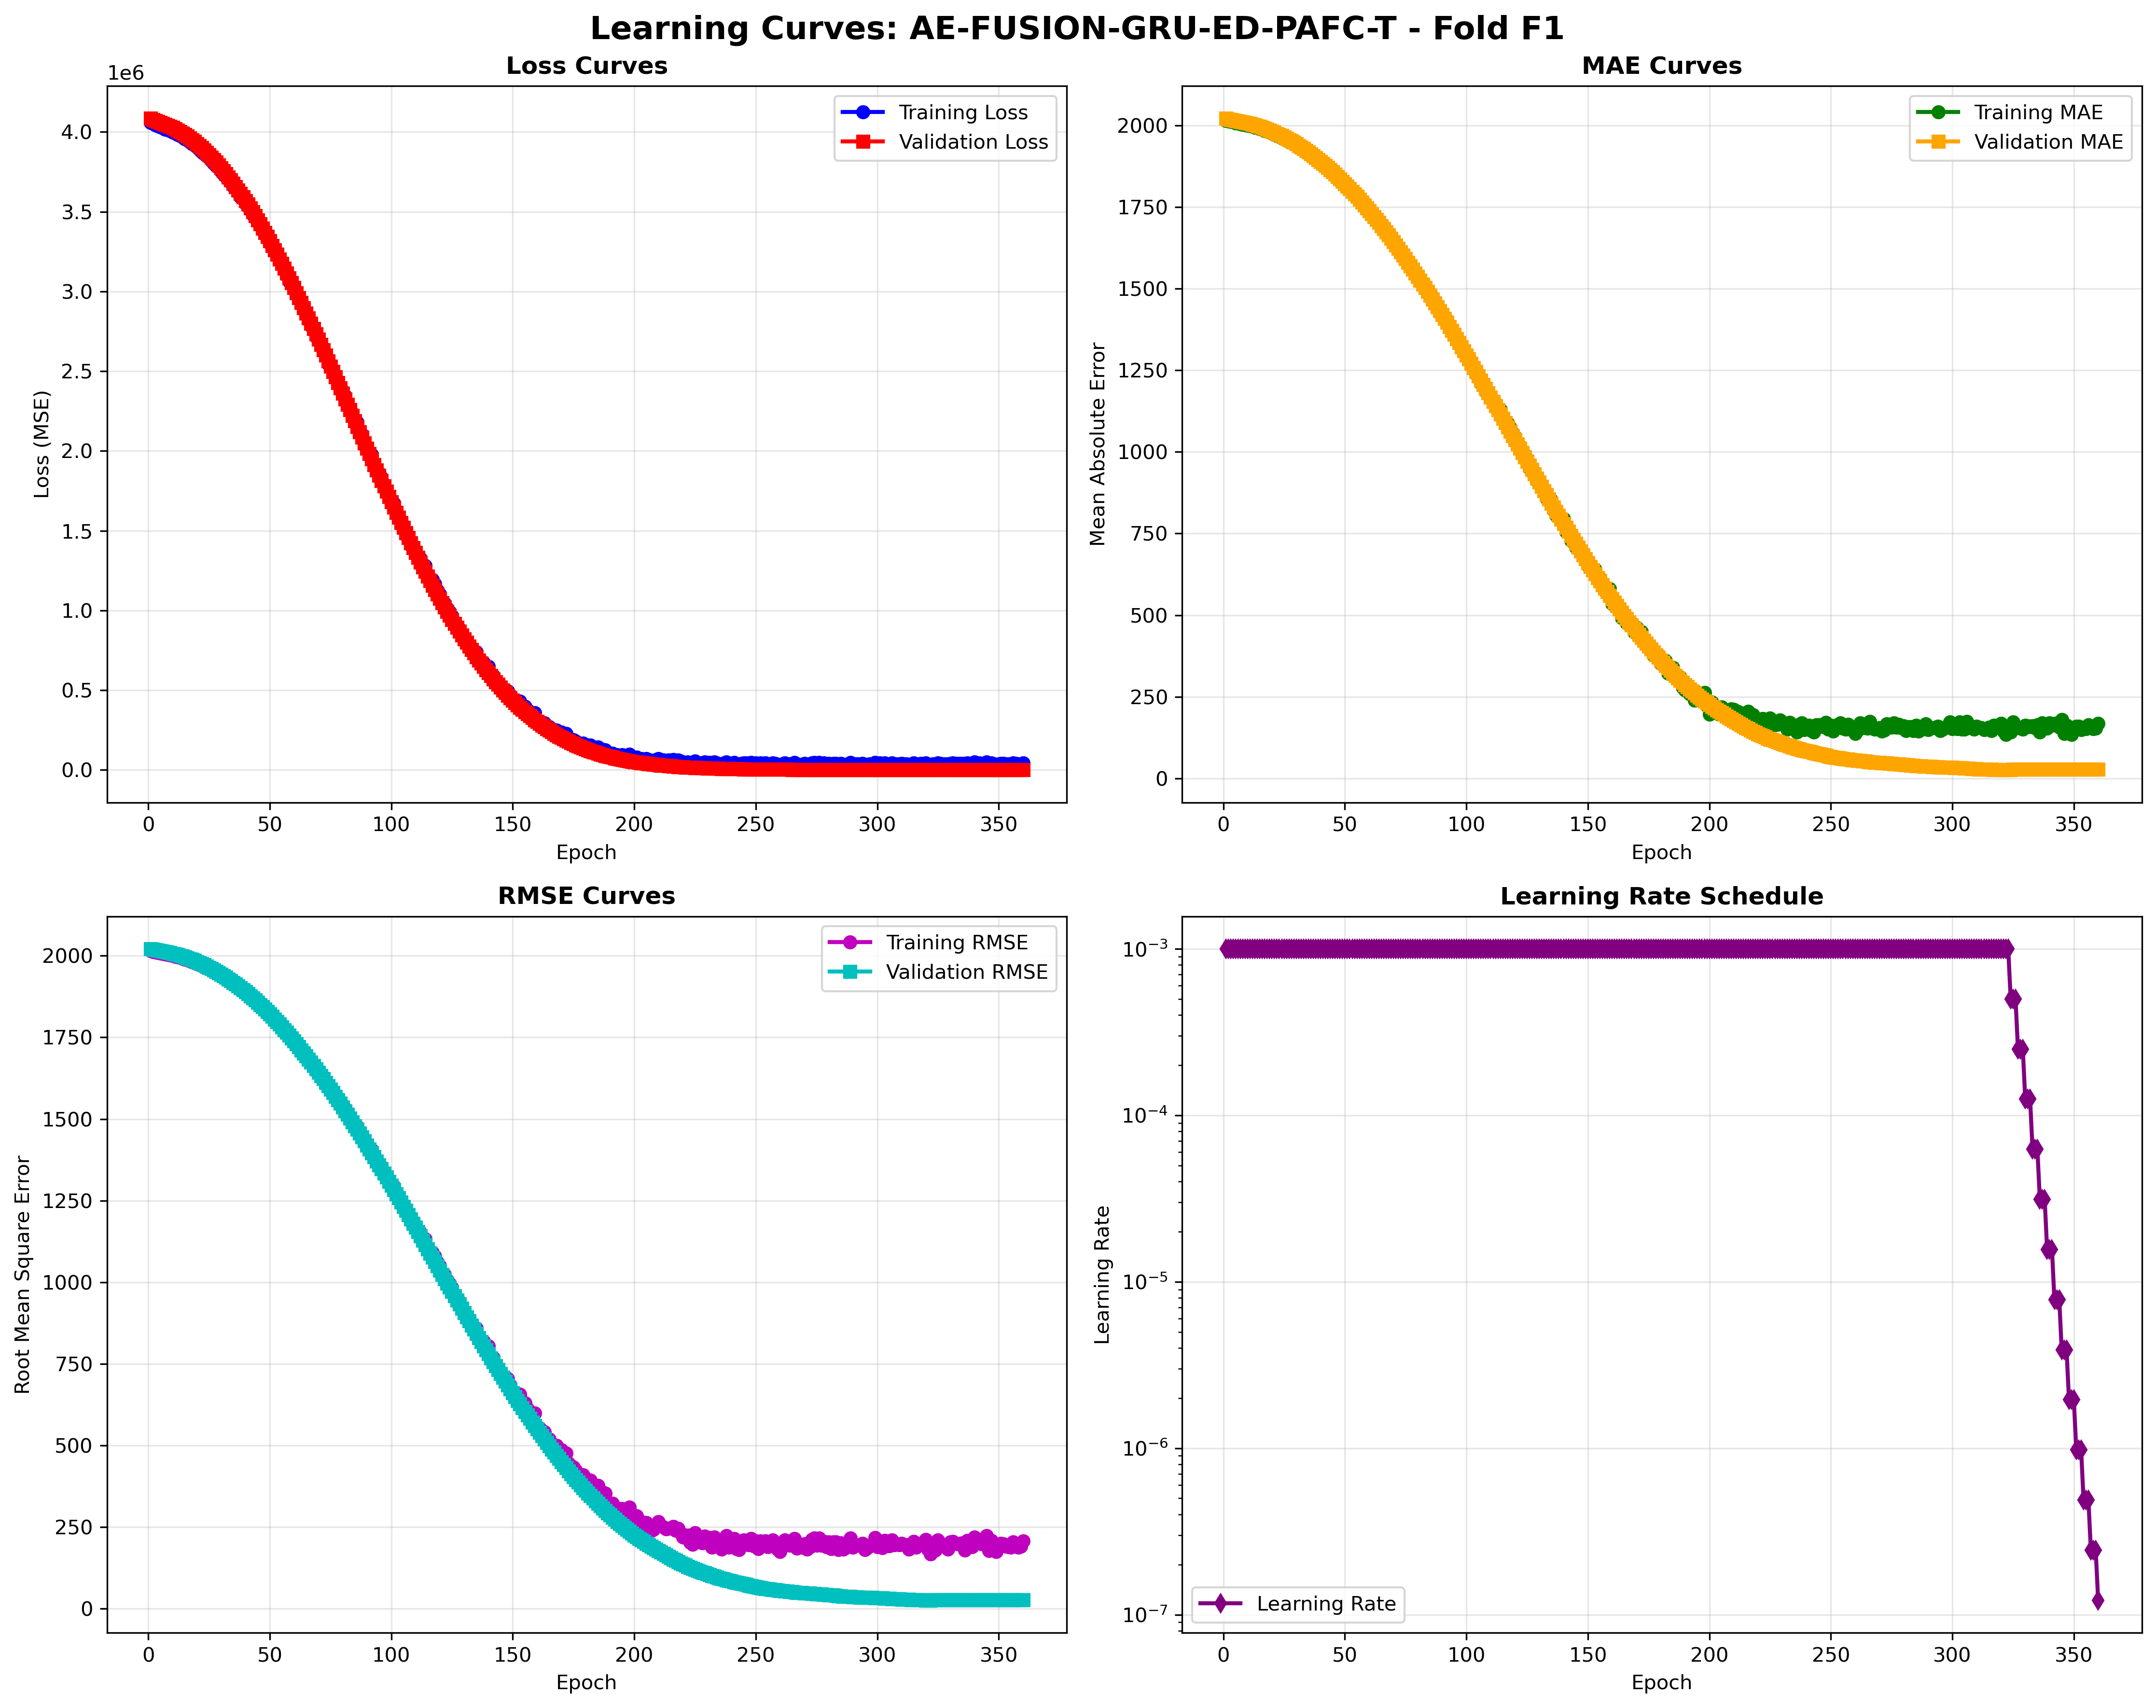 Learning Curves: AE-FUSION-GRU-ED-PAFC-T - Fold F1
Loss Curves
1e6
Training Loss
Validation Loss
4.0
3.5
3.0
2.5
2.0
1.5
1.0
0.5
0.0
Loss (MSE)
0 50 100 150 200 250 300 350
Epoch
MAE Curves
Training MAE
Validation MAE
2000
1750
1500
1250
1000
750
500
250
0
Mean Absolute Error
0 50 100 150 200 250 300 350
Epoch
RMSE Curves
Training RMSE
Validation RMSE
2000
1750
1500
1250
1000
750
500
250
0
Root Mean Square Error
0 50 100 150 200 250 300 350
Epoch
Learning Rate Schedule
10⁻³
10⁻⁴
10⁻⁵
10⁻⁶
10⁻⁷
Learning Rate
Learning Rate
0 50 100 150 200 250 300 350
Epoch